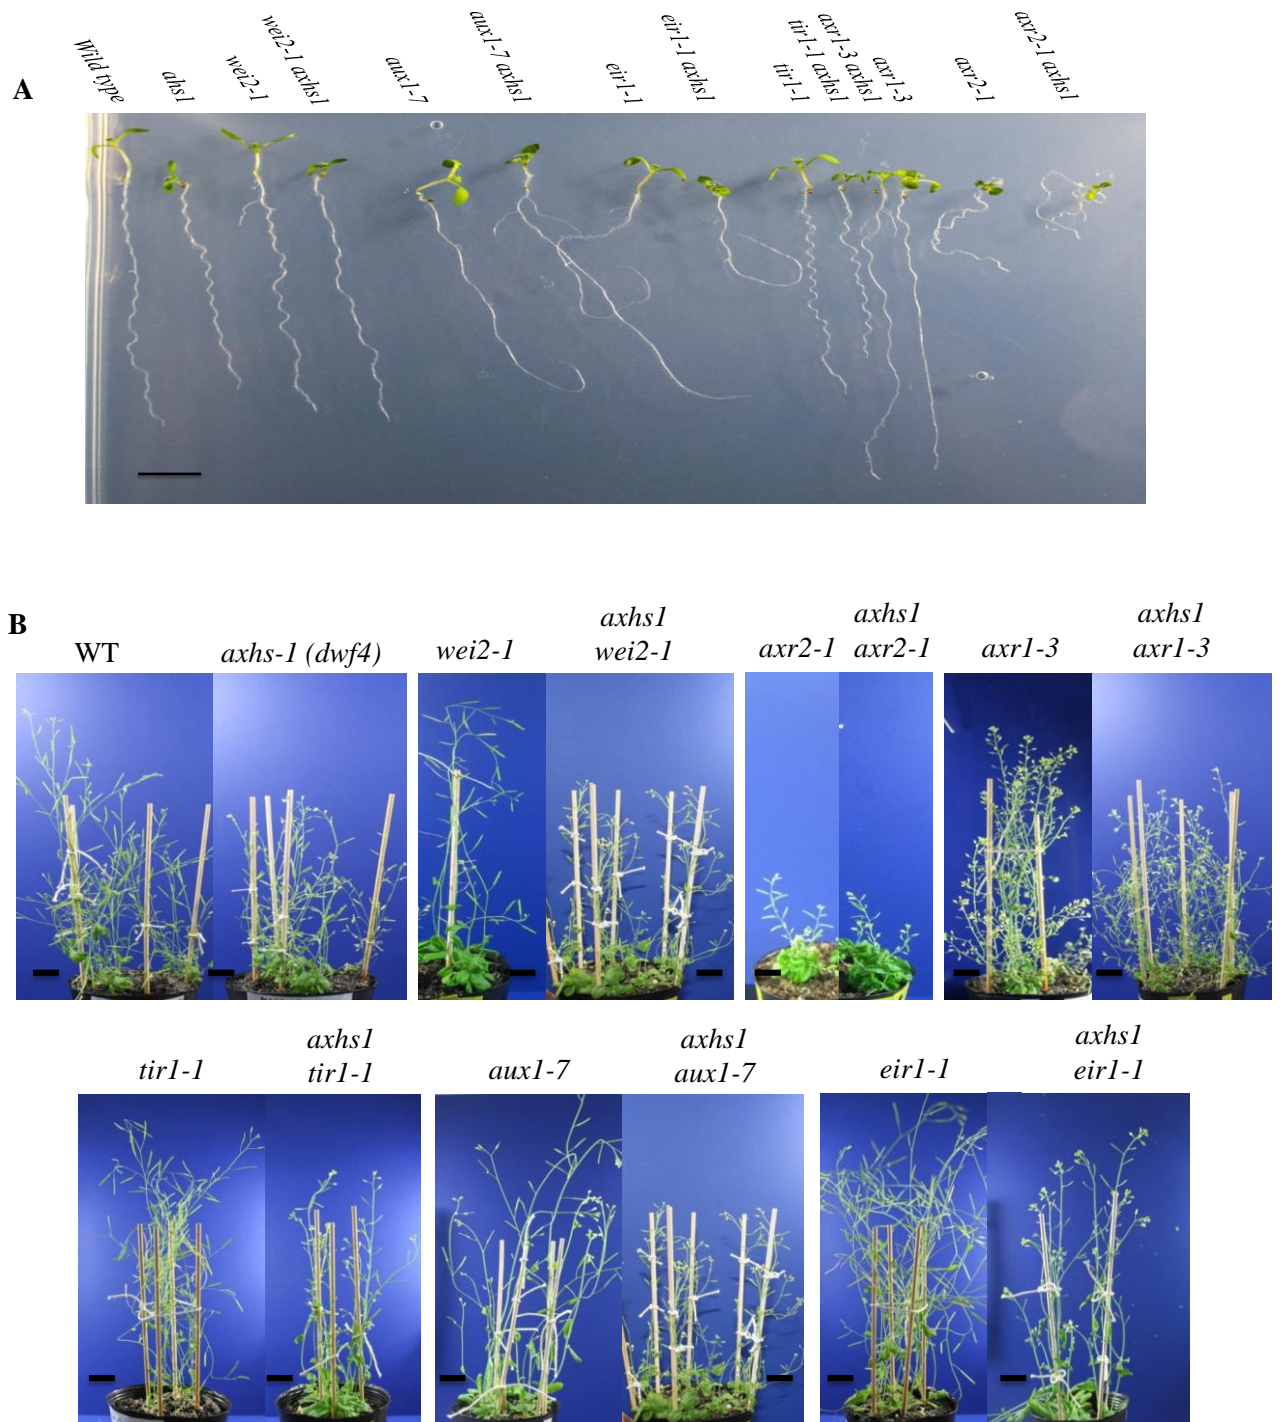 A
Wild type
ahs1
wei2-1
wei2-1 axhs1
aux1-7
aux1-7 axhs1
eir1-1
eir1-1 axhs1
tir1-1
tir1-1 axhs1
axr1-3 axhs1
axr1-3
axr2-1
axr2-1 axhs1
B
WT
axhs-1 (dwf4)
wei2-1
axhs1
wei2-1
axr2-1
axhs1
axr2-1
axr1-3
axhs1
axr1-3
tir1-1
axhs1
tir1-1
aux1-7
axhs1
aux1-7
eir1-1
axhs1
eir1-1